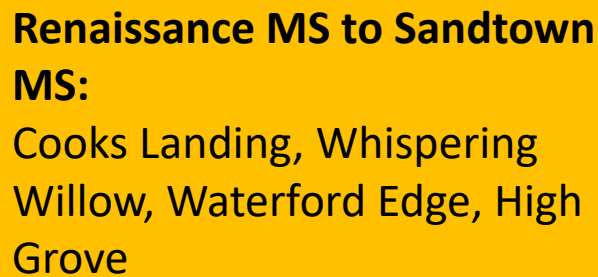 Renaissance MS to Sandtown
MS:
Cooks Landing, Whispering
Willow, Waterford Edge, High
Grove